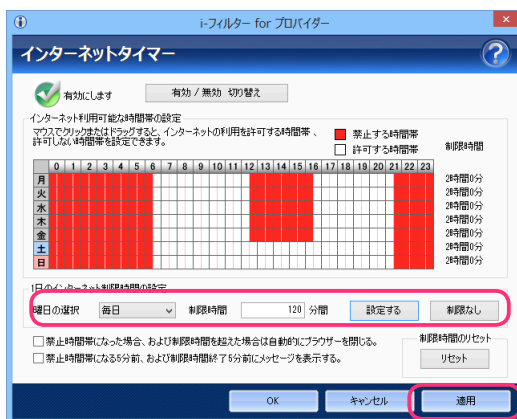 i-フィルター for プロバイダー
インターネットタイマー
有効にします
有効 / 無効 切り替え
インターネット利用可能な時間帯の設定
マウスでクリックまたはドラッグすると、インターネットの利用を許可する時間帯、
許可しない時間帯を設定できます。
禁止する時間帯
許可する時間帯
制限時間
0 1 2 3 4 5 6 7 8 9 10 11 12 13 14 15 16 17 18 19 20 21 22 23
月 2時間0分
火 2時間0分
水 2時間0分
木 2時間0分
金 2時間0分
土 2時間0分
日 2時間0分
1日のインターネット制限時間の設定
曜日の選択 毎日 制限時間 120 分間 設定する 制限なし
禁止時間帯になった場合、および制限時間を超えた場合は自動的にブラウザーを閉じる。
禁止時間帯になる5分前、および制限時間終了5分前にメッセージを表示する。
制限時間のリセット
リセット
OK キャンセル 適用